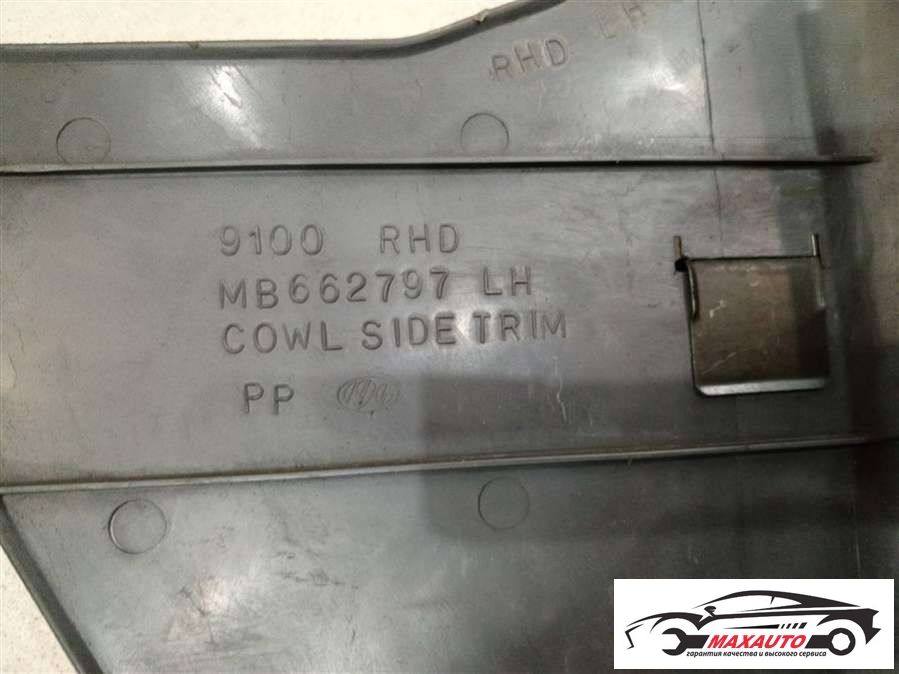 RHD LH
9100 RHD
MB662797 LH
COWL SIDE TRIM
PP
MAXAUTO
гарантия качества и высокого сервиса